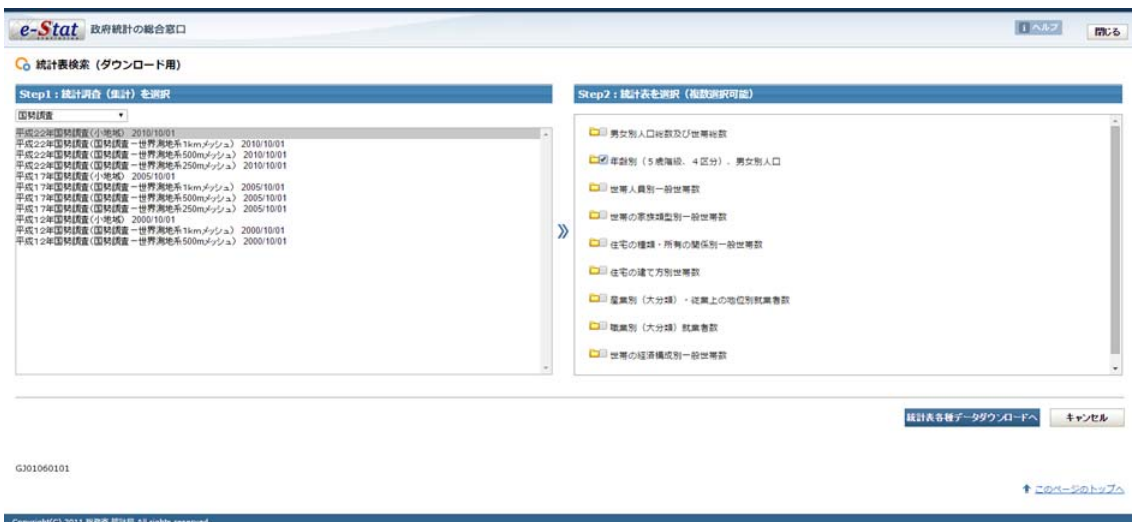 e-Stat 政府統計の総合窓口
i ヘルプ
閉じる
統計表検索（ダウンロード用）
Step1：統計調査（集計）を選択
国勢調査
平成22年国勢調査(小地域) 2010/10/01
平成22年国勢調査(国勢調査－世界測地系1kmメッシュ) 2010/10/01
平成22年国勢調査(国勢調査－世界測地系500mメッシュ) 2010/10/01
平成22年国勢調査(国勢調査－世界測地系250mメッシュ) 2010/10/01
平成17年国勢調査(小地域) 2005/10/01
平成17年国勢調査(国勢調査－世界測地系1kmメッシュ) 2005/10/01
平成17年国勢調査(国勢調査－世界測地系500mメッシュ) 2005/10/01
平成17年国勢調査(国勢調査－世界測地系250mメッシュ) 2005/10/01
平成12年国勢調査(小地域) 2000/10/01
平成12年国勢調査(国勢調査－世界測地系1kmメッシュ) 2000/10/01
平成12年国勢調査(国勢調査－世界測地系500mメッシュ) 2000/10/01
Step2：統計表を選択（複数選択可能）
男女別人口総数及び世帯総数
年齢別（５歳階級、４区分）、男女別人口
世帯人員別一般世帯数
世帯の家族類型別一般世帯数
住宅の種類・所有の関係別一般世帯数
住宅の建て方別世帯数
産業別（大分類）・従業上の地位別就業者数
職業別（大分類）就業者数
世帯の経済構成別一般世帯数
統計表各種データダウンロードへ
キャンセル
GJ01060101
このページのトップへ
Copyright(C) 2011 総務省 統計局 All rights reserved